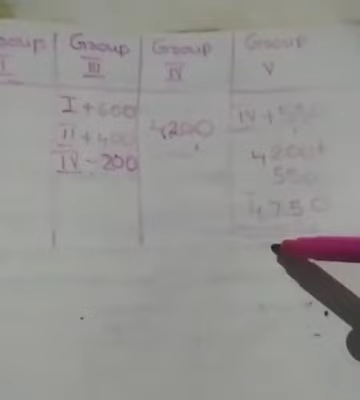 Group Group Group Group
I III IV V
I + 600
II + 400
IV - 200
4200
IV + 550
4200 +
550
4750